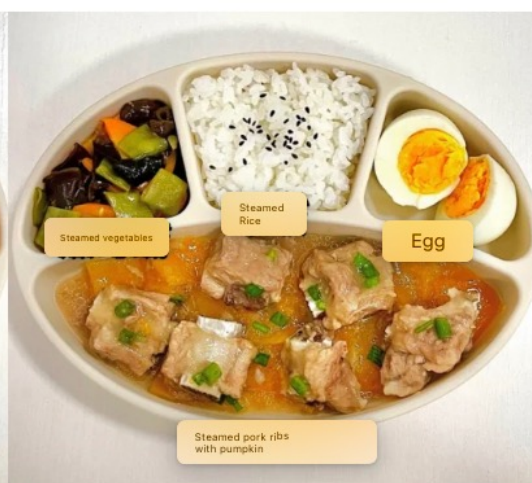 Steamed
Rice
Steamed vegetables
Egg
Steamed pork ribs
with pumpkin